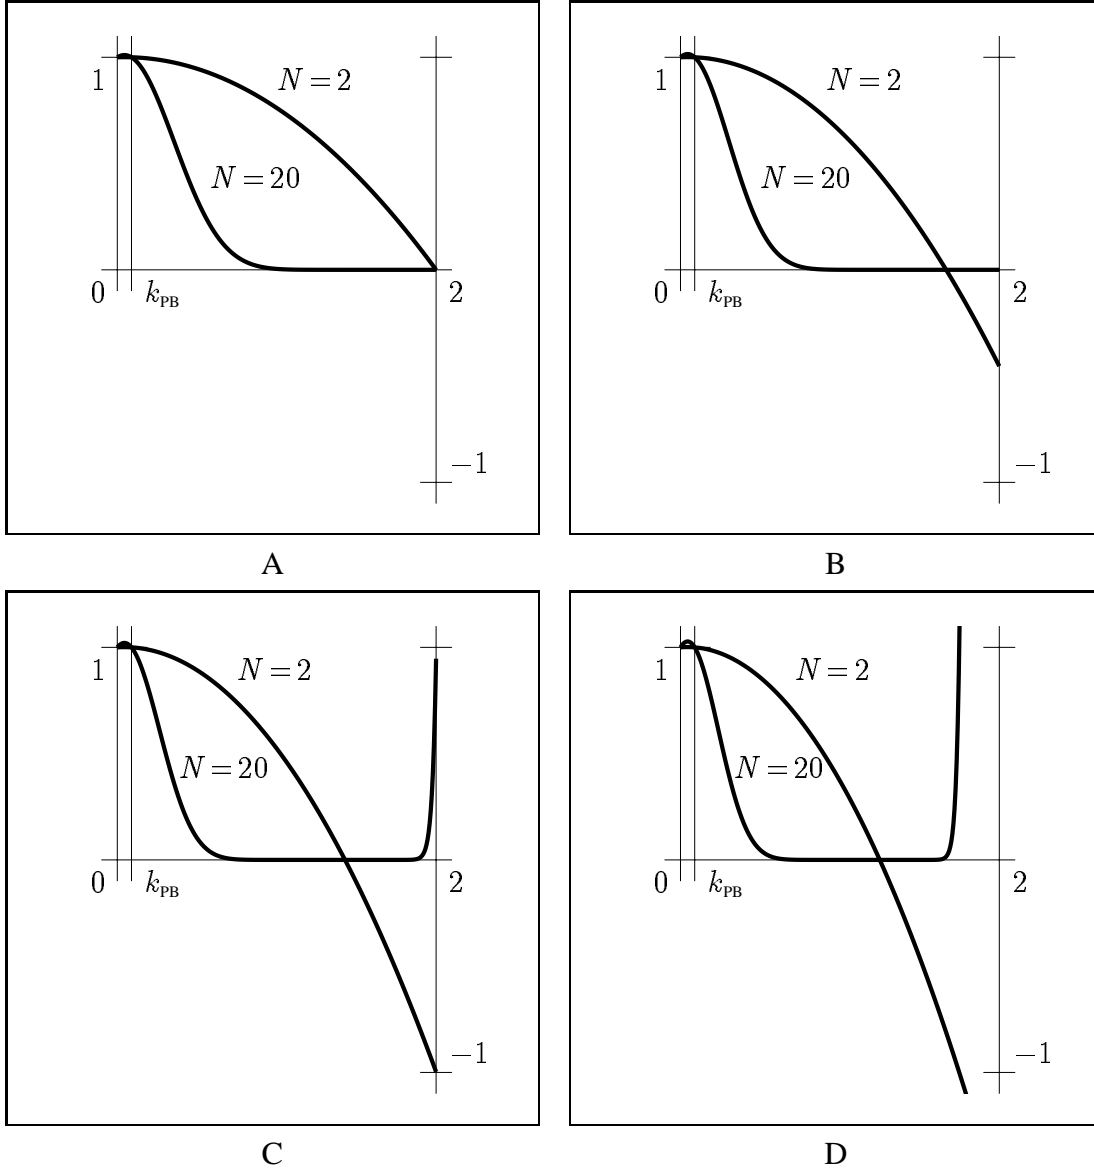 1
N = 2
N = 20
0 k_PB 2
−1
A
1
N = 2
N = 20
0 k_PB 2
−1
B
1
N = 2
N = 20
0 k_PB 2
−1
C
1
N = 2
N = 20
0 k_PB 2
−1
D